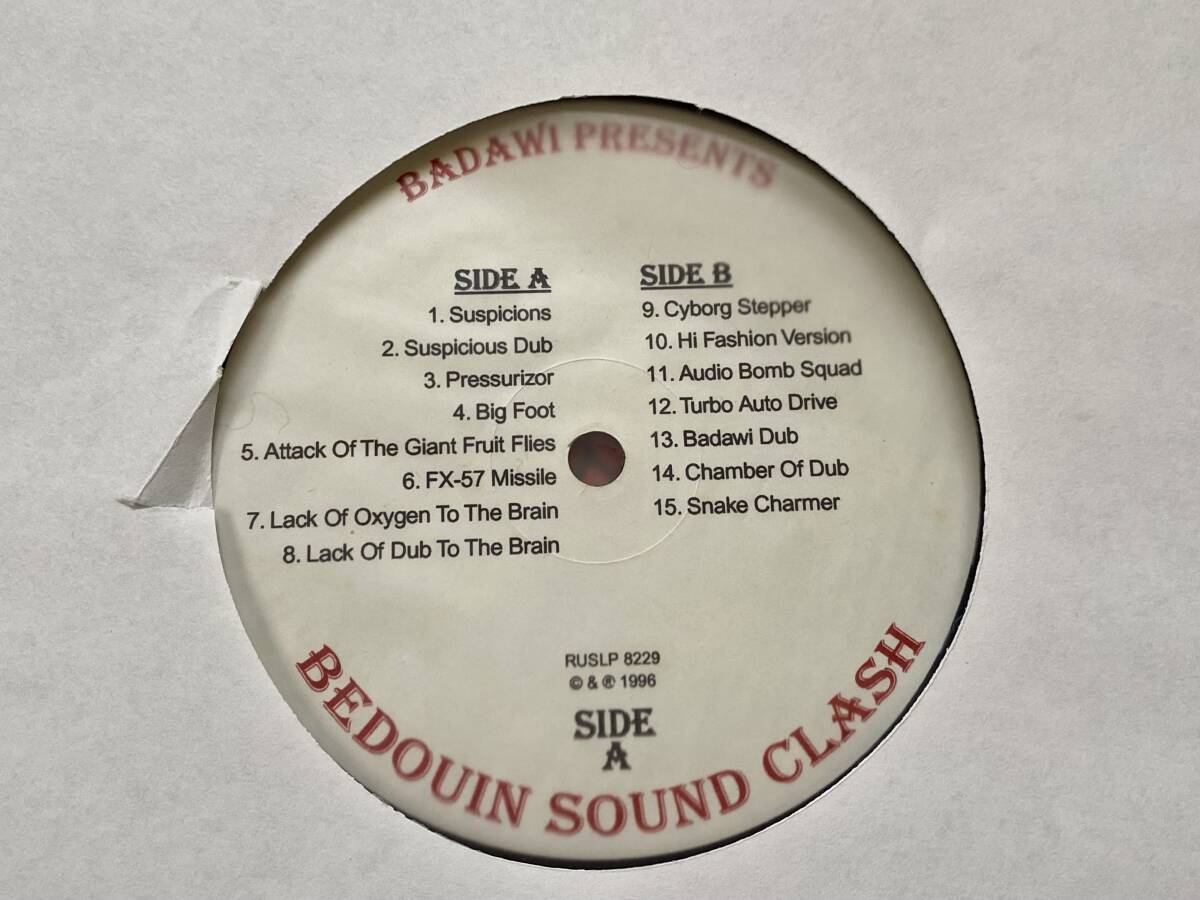 BADAWI PRESENTS
SIDE A
1. Suspicions
2. Suspicious Dub
3. Pressurizor
4. Big Foot
5. Attack Of The Giant Fruit Flies
6. FX-57 Missile
7. Lack Of Oxygen To The Brain
8. Lack Of Dub To The Brain
SIDE B
9. Cyborg Stepper
10. Hi Fashion Version
11. Audio Bomb Squad
12. Turbo Auto Drive
13. Badawi Dub
14. Chamber Of Dub
15. Snake Charmer
RUSLP 8229
© & ® 1996
SIDE
A
BEDOUIN SOUND CLASH